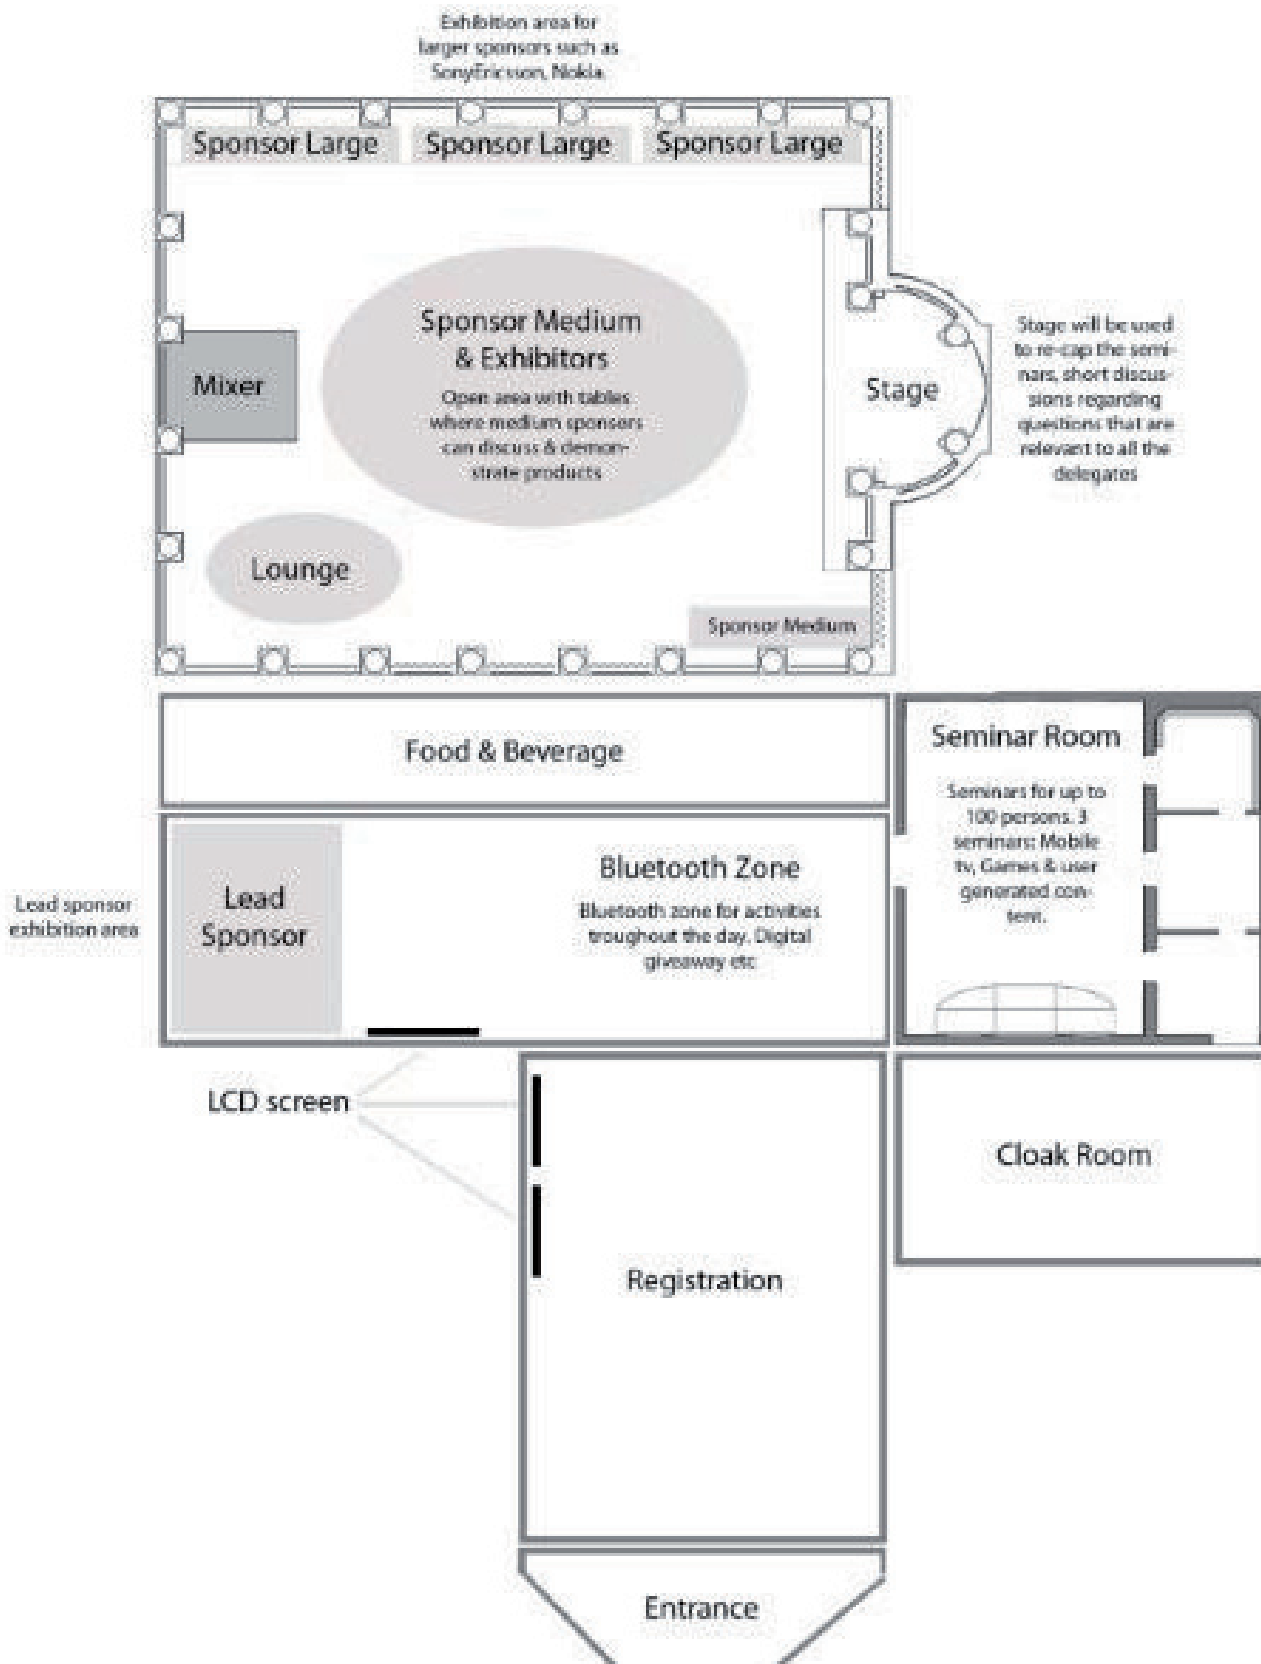 Exhibition area for
larger sponsors such as
SonyEricsson, Nokia.
Sponsor Large
Sponsor Large
Sponsor Large
Sponsor Medium
& Exhibitors
Open area with tables
where medium sponsers
can discuss & demon-
strate products
Mixer
Stage
Stage will be used
to re-cap the semi-
nars, short discus-
sions regarding
questions that are
relevant to all the
delegates
Lounge
Sponsor Medium
Food & Beverage
Seminar Room
Seminars for up to
100 persons. 3
seminars: Mobile
tv, Games & user
generated con-
tent.
Lead sponsor
exhibition area
Lead
Sponsor
Bluetooth Zone
Bluetooth zone for activities
troughout the day. Digital
giveaway etc
LCD screen
Cloak Room
Registration
Entrance